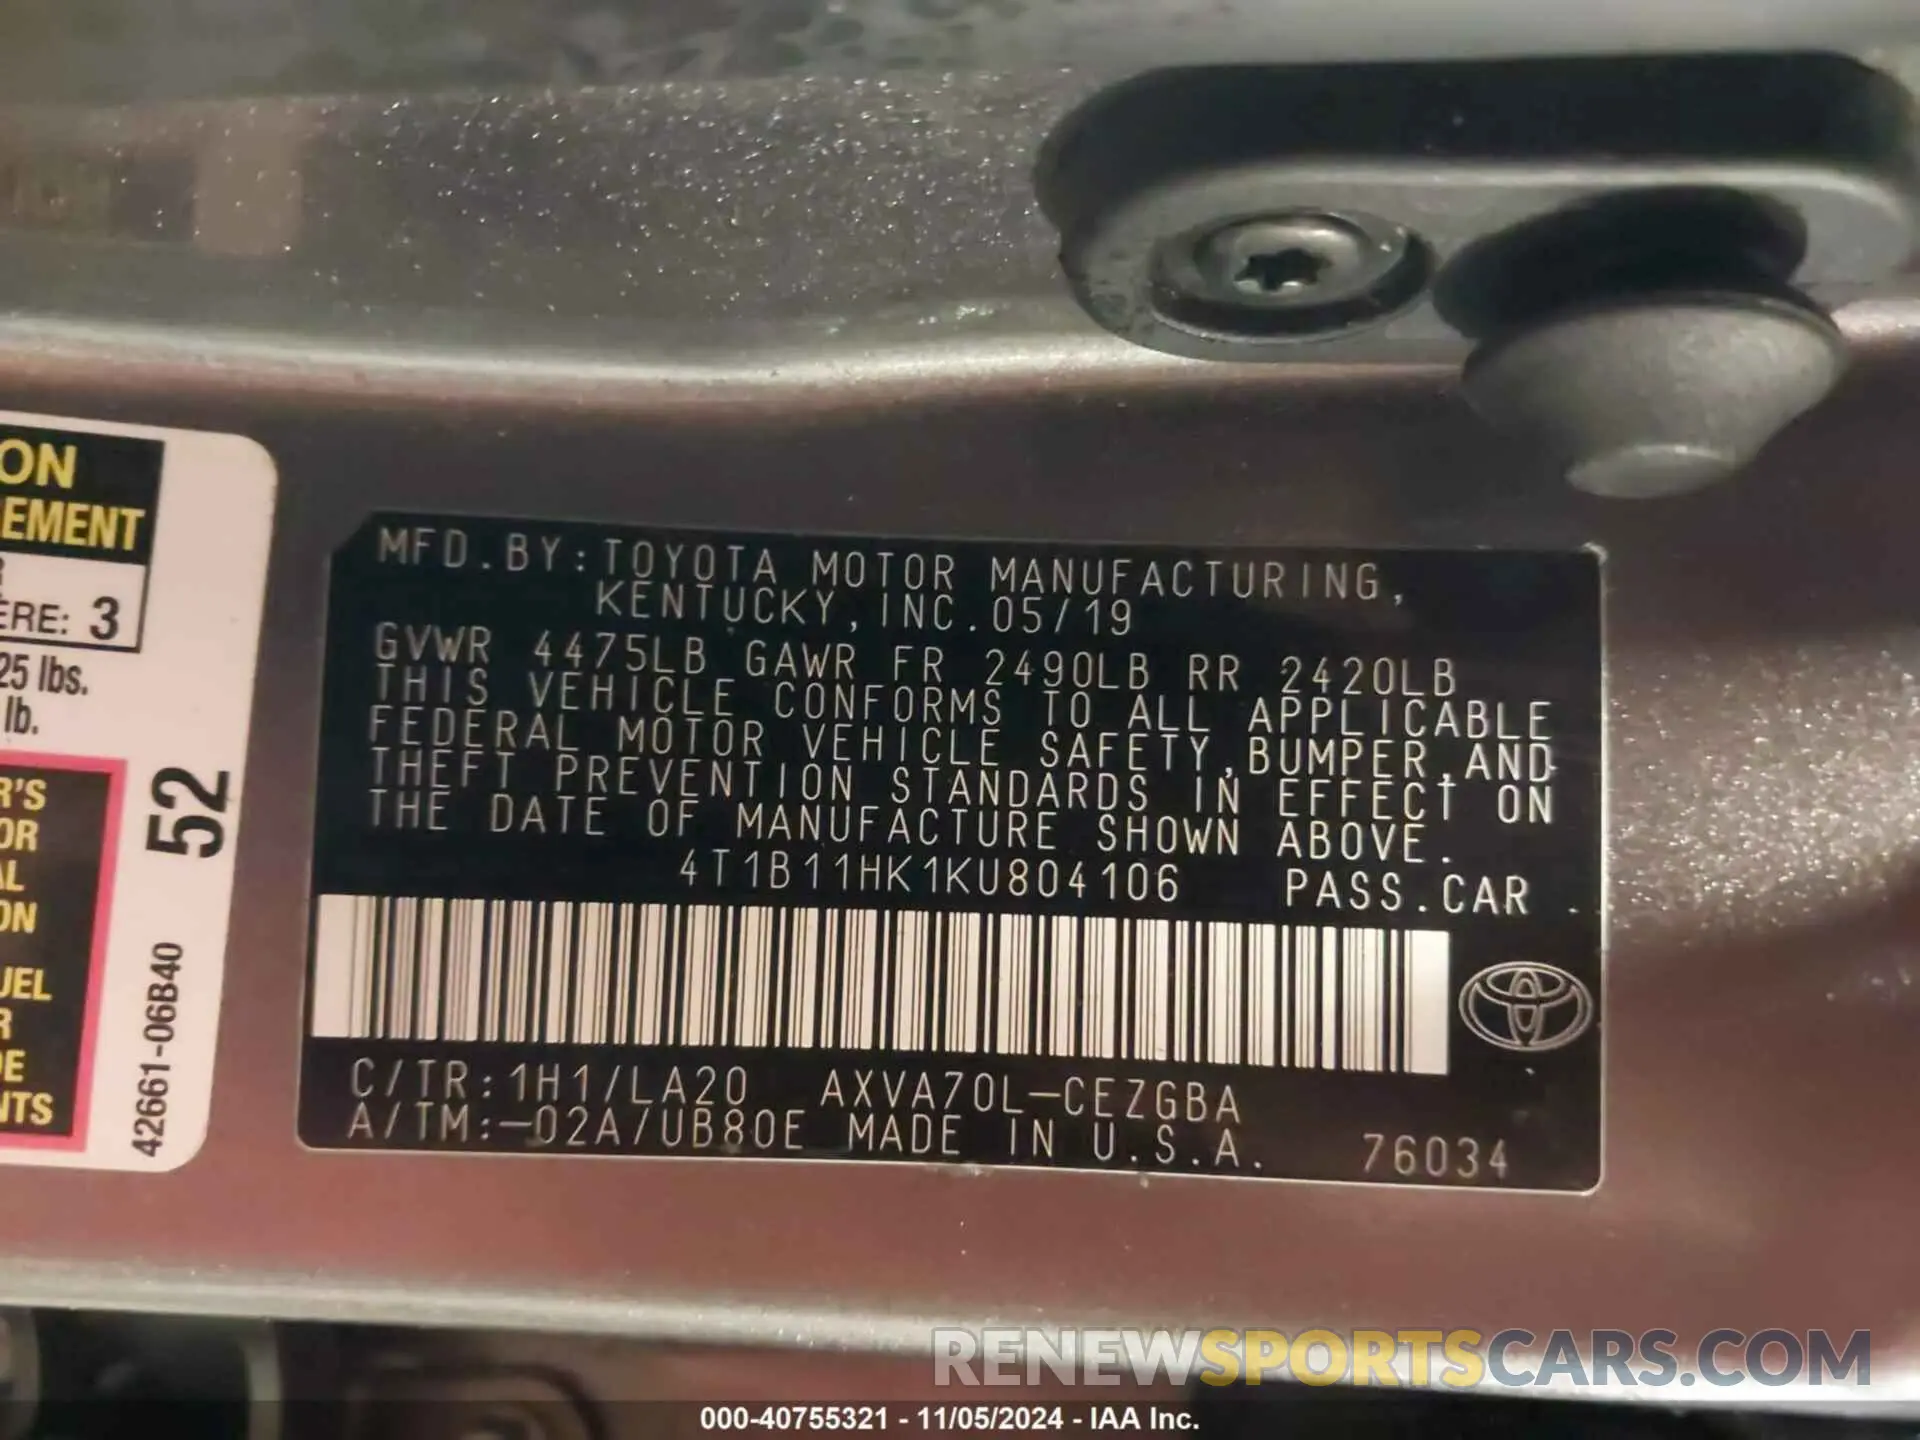 ON
EMENT
ERE: 3
25 lbs.
lb.
R'S
OR
AL
ON
UEL
R
DE
NTS
52
42661-06B40
MFD.BY:TOYOTA MOTOR MANUFACTURING,
KENTUCKY,INC.05/19
GVWR 4475LB GAWR FR 2490LB RR 2420LB
THIS VEHICLE CONFORMS TO ALL APPLICABLE
FEDERAL MOTOR VEHICLE SAFETY,BUMPER,AND
THEFT PREVENTION STANDARDS IN EFFECT ON
THE DATE OF MANUFACTURE SHOWN ABOVE.
4T1B11HK1KU804106 PASS.CAR
C/TR:1H1/LA20 AXVA70L-CEZGBA
A/TM:-02A/UB80E MADE IN U.S.A. 76034
RENEWSPORTSCARS.COM
000-40755321 - 11/05/2024 - IAA Inc.